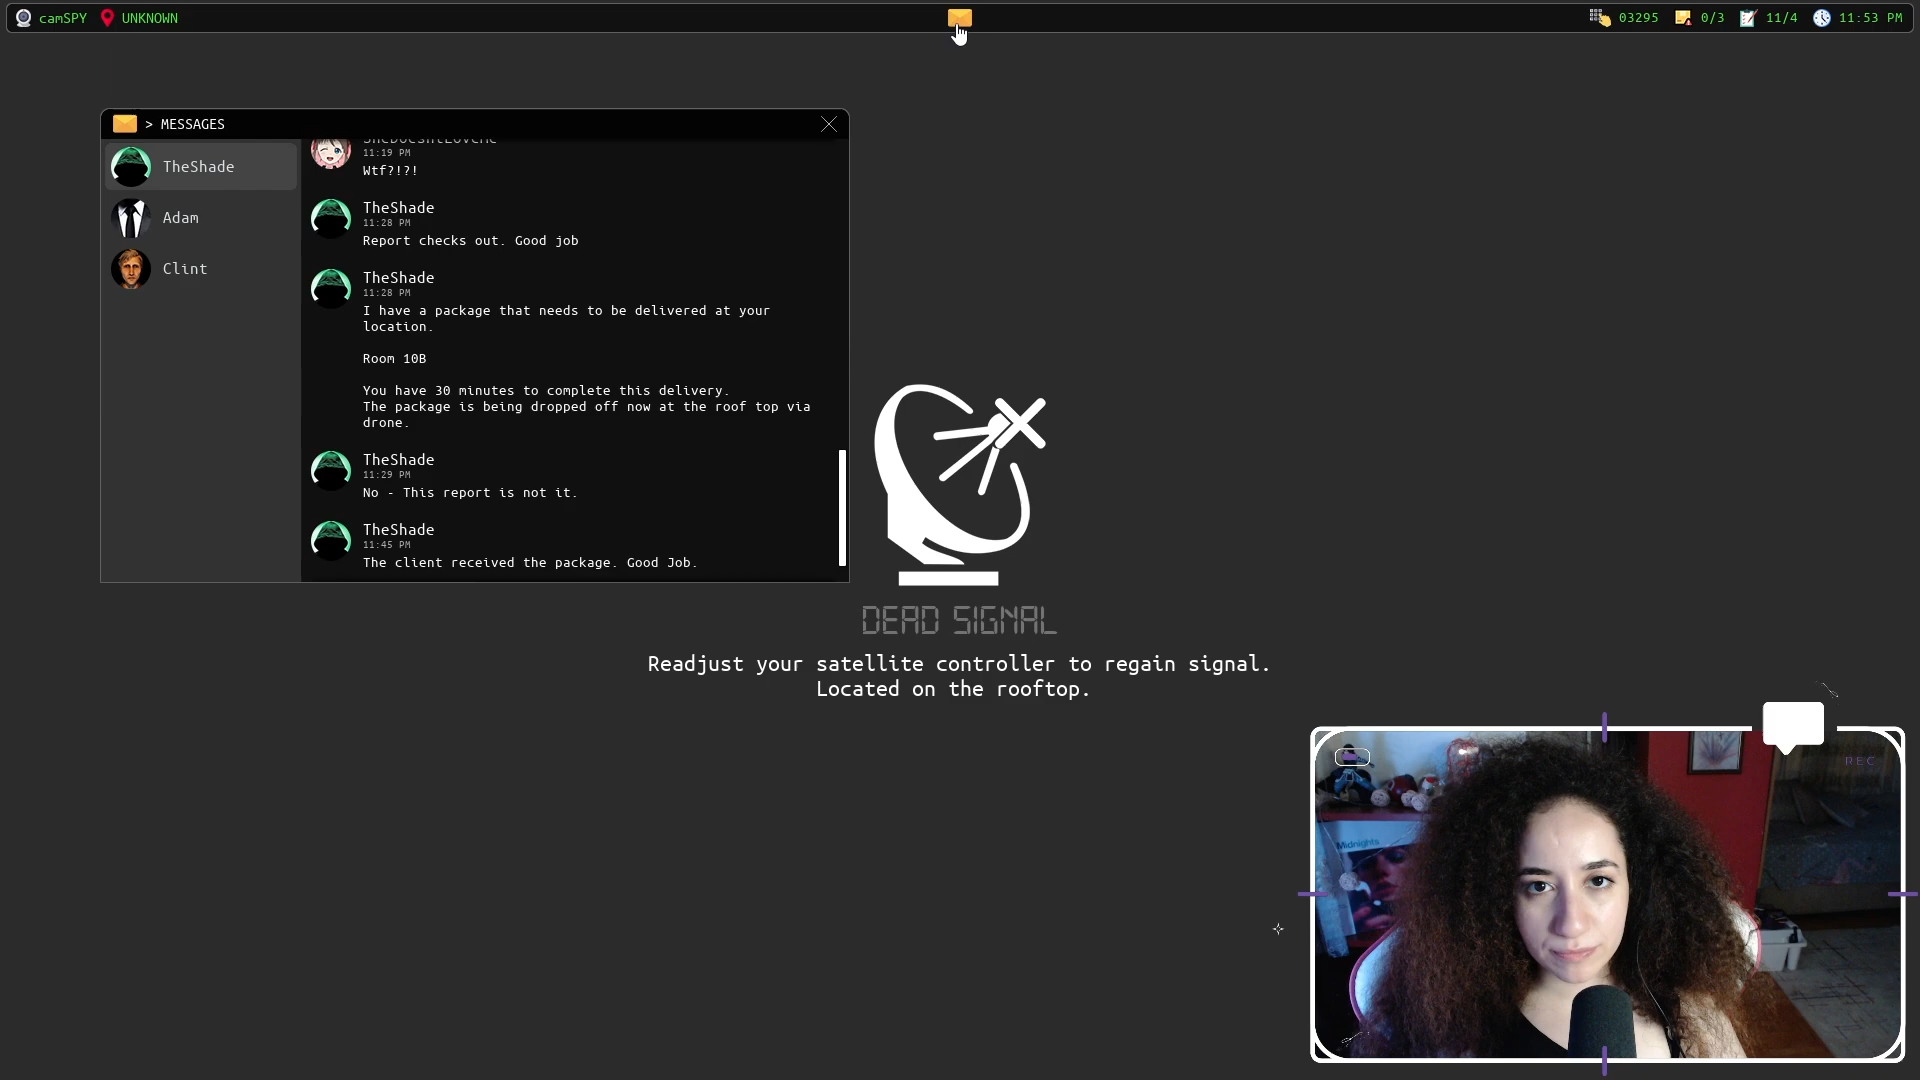 camSPY UNKNOWN 03295 0/3 11/4 11:53 PM
> MESSAGES
TheShade
Adam
Clint
SheDoesntLoveMe
11:19 PM
Wtf?!?!
TheShade
11:28 PM
Report checks out. Good job
TheShade
11:28 PM
I have a package that needs to be delivered at your
location.
Room 10B
You have 30 minutes to complete this delivery.
The package is being dropped off now at the roof top via
drone.
TheShade
11:29 PM
No - This report is not it.
TheShade
11:45 PM
The client received the package. Good Job.
DEAD SIGNAL
Readjust your satellite controller to regain signal.
Located on the rooftop.
REC
Midnights